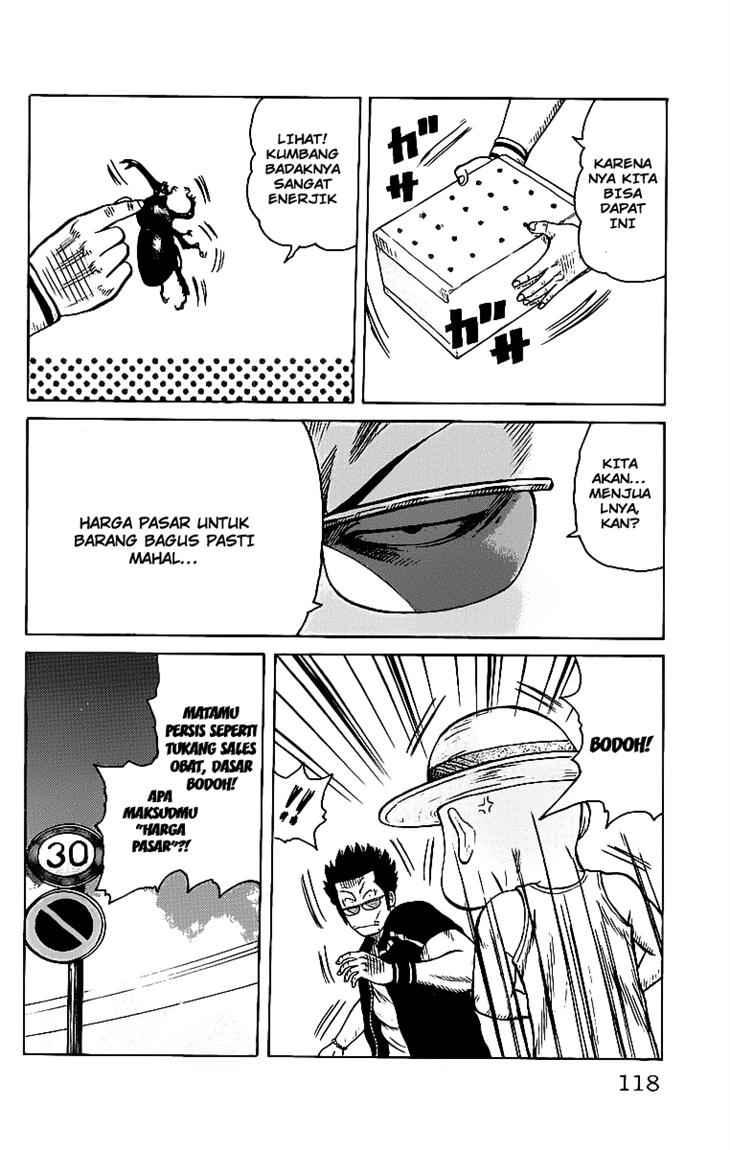 KARENA
NYA KITA
BISA
DAPAT
INI
ガガ
サ
ガガ
サ
LIHAT!
KUMBANG
BADAKNYA
SANGAT
ENERJIK
KITA
AKAN...
MENJUA
LNYA,
KAN?
HARGA PASAR UNTUK
BARANG BAGUS PASTI
MAHAL...
BODOH!
!!
MATAMU
PERSIS SEPERTI
TUKANG SALES
OBAT, DASAR
BODOH!
APA
MAKSUDMU
"HARGA
PASAR"?!
30
118